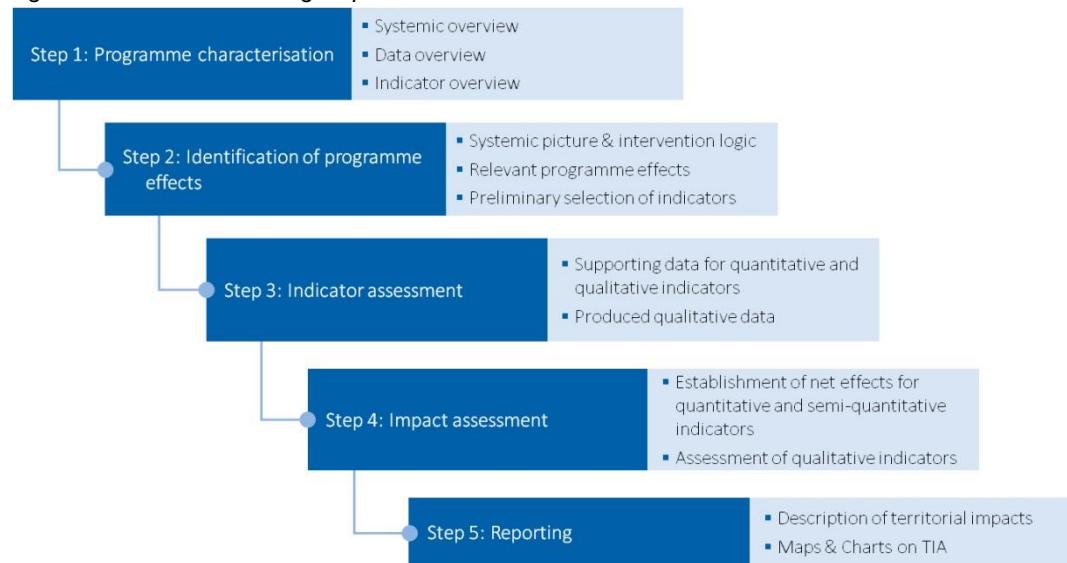 Step 1: Programme characterisation
▪ Systemic overview
▪ Data overview
▪ Indicator overview
Step 2: Identification of programme
effects
▪ Systemic picture & intervention logic
▪ Relevant programme effects
▪ Preliminary selection of indicators
Step 3: Indicator assessment
▪ Supporting data for quantitative and
qualitative indicators
▪ Produced qualitative data
Step 4: Impact assessment
▪ Establishment of net effects for
quantitative and semi-quantitative
indicators
▪ Assessment of qualitative indicators
Step 5: Reporting
▪ Description of territorial impacts
▪ Maps & Charts on TIA